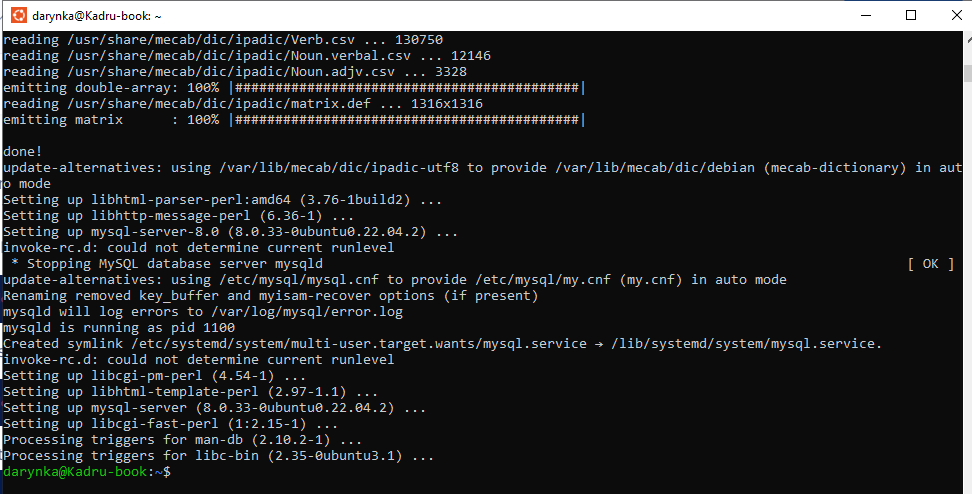 darynka@Kadru-book: ~
reading /usr/share/mecab/dic/ipadic/Verb.csv ... 130750
reading /usr/share/mecab/dic/ipadic/Noun.verbal.csv ... 12146
reading /usr/share/mecab/dic/ipadic/Noun.adjv.csv ... 3328
emitting double-array: 100% |###########################################|
reading /usr/share/mecab/dic/ipadic/matrix.def ... 1316x1316
emitting matrix      : 100% |###########################################|
done!
update-alternatives: using /var/lib/mecab/dic/ipadic-utf8 to provide /var/lib/mecab/dic/debian (mecab-dictionary) in aut
o mode
Setting up libhtml-parser-perl:amd64 (3.76-1build2) ...
Setting up libhttp-message-perl (6.36-1) ...
Setting up mysql-server-8.0 (8.0.33-0ubuntu0.22.04.2) ...
invoke-rc.d: could not determine current runlevel
 * Stopping MySQL database server mysqld [ OK ]
update-alternatives: using /etc/mysql/mysql.cnf to provide /etc/mysql/my.cnf (my.cnf) in auto mode
Renaming removed key_buffer and myisam-recover options (if present)
mysqld will log errors to /var/log/mysql/error.log
mysqld is running as pid 1100
Created symlink /etc/systemd/system/multi-user.target.wants/mysql.service → /lib/systemd/system/mysql.service.
invoke-rc.d: could not determine current runlevel
Setting up libcgi-pm-perl (4.54-1) ...
Setting up libhtml-template-perl (2.97-1.1) ...
Setting up mysql-server (8.0.33-0ubuntu0.22.04.2) ...
Setting up libcgi-fast-perl (1:2.15-1) ...
Processing triggers for man-db (2.10.2-1) ...
Processing triggers for libc-bin (2.35-0ubuntu3.1) ...
darynka@Kadru-book:~$